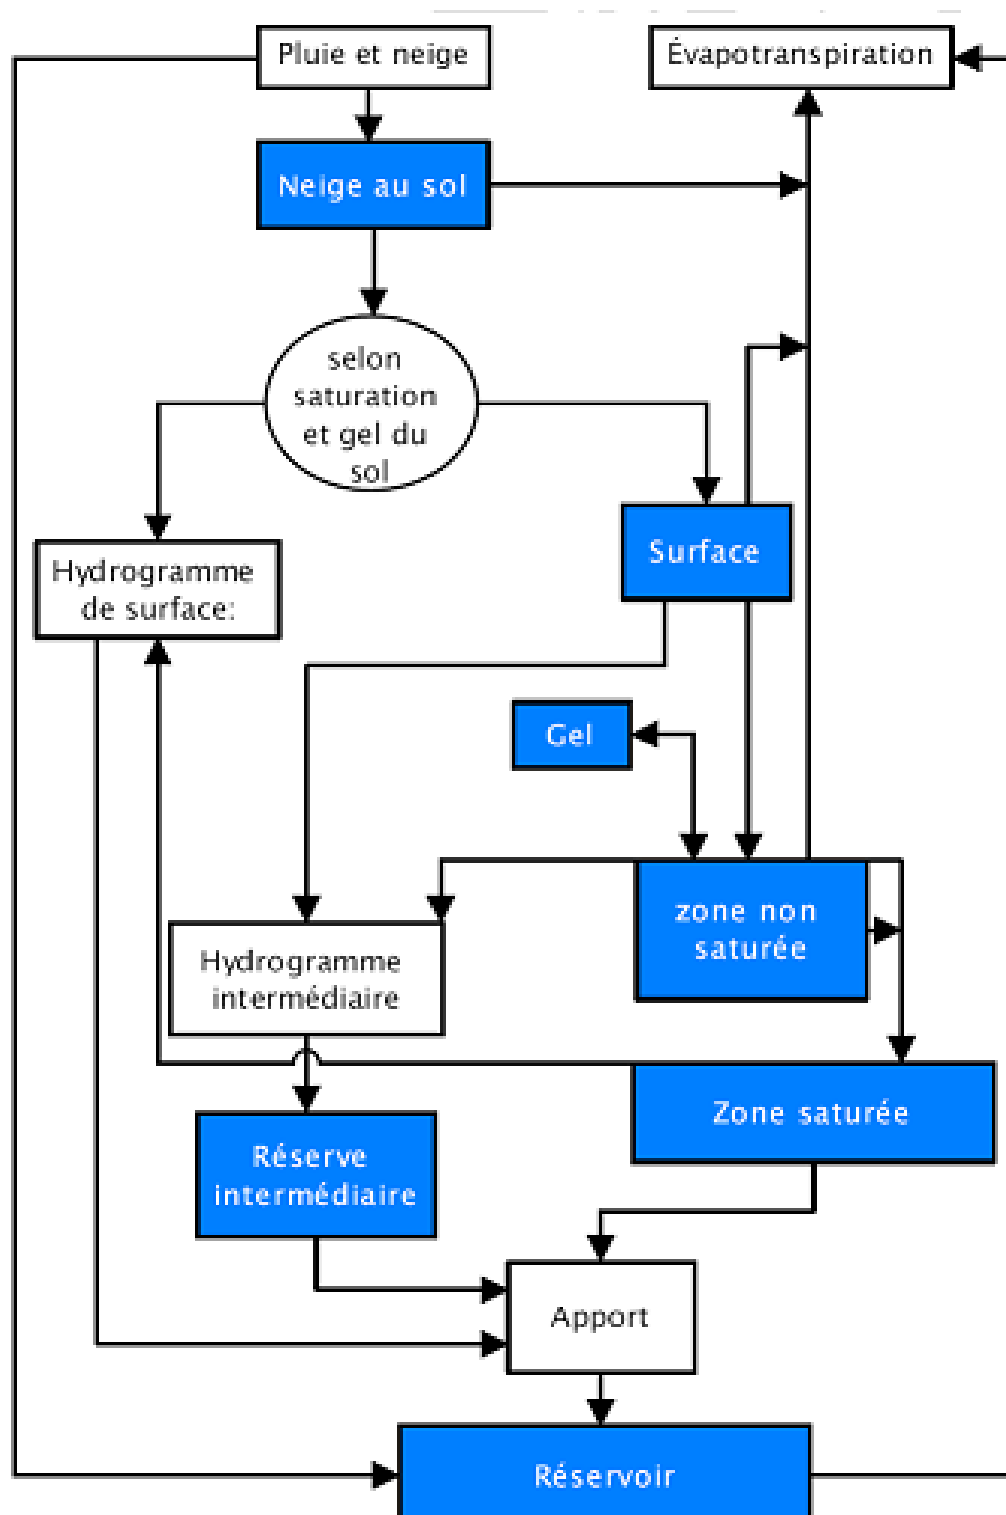 Pluie et neige
Évapotranspiration
Neige au sol
selon
saturation
et gel du
sol
Surface
Hydrogramme
de surface:
Gel
zone non
saturée
Hydrogramme
intermédiaire
Zone saturée
Réserve
intermédiaire
Apport
Réservoir